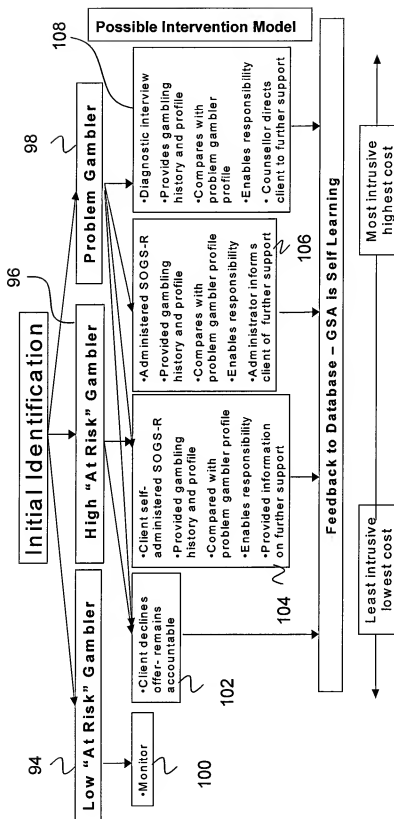 Initial Identification
94
Low "At Risk" Gambler
96
High "At Risk" Gambler
98
Problem Gambler
Possible Intervention Model
108
•Monitor
100
•Client declines
offer- remains
accountable
102
•Client self-
administered SOGS-R
•Provided gambling
history and profile
•Compared with
problem gambler profile
•Enables responsibility
•Provided information
on further support
104
•Administered SOGS-R
•Provided gambling
history and profile
•Compares with
problem gambler profile
•Enables responsibility
•Administrator informs
client of further support
106
•Diagnostic interview
•Provides gambling
history and profile
•Compares with
problem gambler
profile
•Enables responsibility
•Counsellor directs
client to further support
Feedback to Database – GSA is Self Learning
Least intrusive
lowest cost
Most intrusive
highest cost